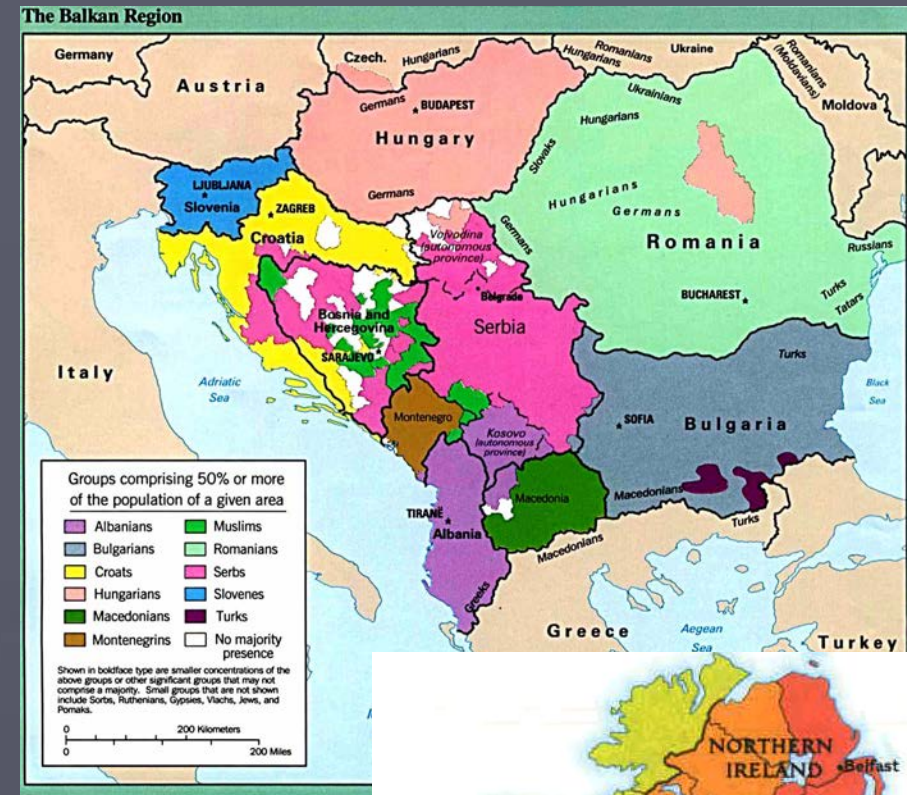 The Balkan Region
Germany
Austria
Czech.
Hungarians
Romanians
Hungarians
Ukraine
Romanians
(Moldavians)
Moldova
Germans
BUDAPEST
Hungary
Germans
Ukrainians
Hungarians
Slovaks
Hungarians
Germans
Romania
BUCHAREST
Russians
Turks
Tatars
LJUBLJANA
Slovenia
ZAGREB
Croatia
Vojvodina
(autonomous
province)
Germans
Belgrade
Serbia
Bosnia and
Hercegovina
SARAJEVO
Italy
Adriatic
Sea
Montenegro
Kosovo
(autonomous
province)
SOFIA
Bulgaria
Turks
Black
Sea
Macedonia
Macedonians
Turks
TIRANË
Albania
Macedonians
Greeks
Greece
Aegean
Sea
Turkey
Groups comprising 50% or more
of the population of a given area
Albanians
Muslims
Bulgarians
Romanians
Croats
Serbs
Hungarians
Slovenes
Macedonians
Turks
Montenegrins
No majority
presence
Shown in boldface type are smaller concentrations of the
above groups or other significant groups that may not
comprise a majority. Small groups that are not shown
include Sorbs, Ruthenians, Gypsies, Vlachs, Jews, and
Pomaks.
0 200 Kilometers
0 200 Miles
NORTHERN
IRELAND
Belfast